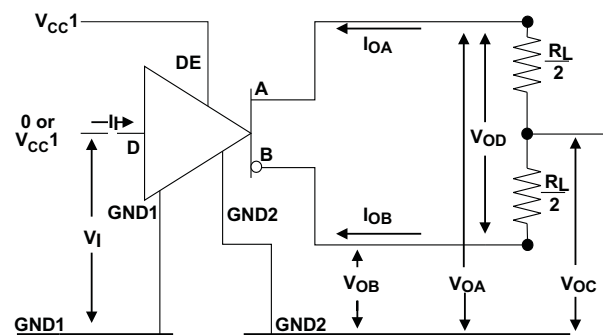 VCC1
IOA
DE
RL
2
A
0 or
VCC1
II
D
B
VOD
GND1
GND2
RL
2
VI
IOB
VOB
VOA
VOC
GND1
GND2